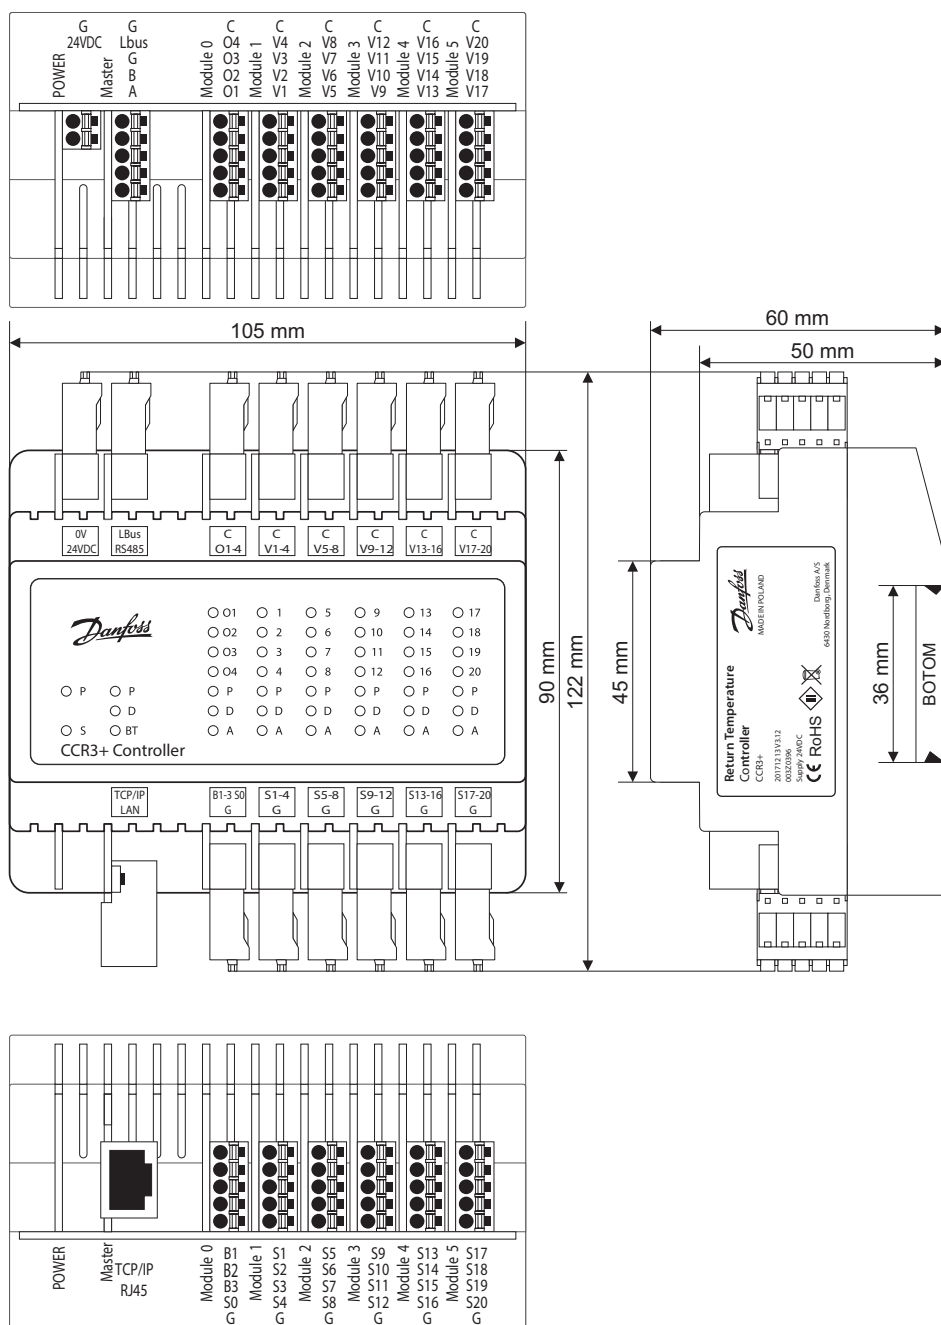 POWER
G
24VDC
Master
G
Lbus
G
B
A
Module 0
C
O4
O3
O2
O1
Module 1
C
V4
V3
V2
V1
Module 2
C
V8
V7
V6
V5
Module 3
C
V12
V11
V10
V9
Module 4
C
V16
V15
V14
V13
Module 5
C
V20
V19
V18
V17
105 mm
60 mm
50 mm
0V
24VDC
LBus
RS485
C
O1-4
C
V1-4
C
V5-8
C
V9-12
C
V13-16
C
V17-20
Danfoss
O1 1 5 9 13 17
O2 2 6 10 14 18
O3 3 7 11 15 19
O4 4 8 12 16 20
P P P P P P P P
D D D D D D D
S BT A A A A A A
CCR3+ Controller
TCP/IP
LAN
B1-3 S0
G
S1-4
G
S5-8
G
S9-12
G
S13-16
G
S17-20
G
90 mm
122 mm
45 mm
36 mm
BOTOM
Danfoss
MADE IN POLAND
Danfoss A/S
6430 Nordborg, Denmark
Return Temperature
Controller
CCR3+
20171213 V3.12
003Z0396
Supply 24VDC
CE RoHS
POWER
Master
TCP/IP
RJ45
Module 0
B1
B2
B3
S0
G
Module 1
S1
S2
S3
S4
G
Module 2
S5
S6
S7
S8
G
Module 3
S9
S10
S11
S12
G
Module 4
S13
S14
S15
S16
G
Module 5
S17
S18
S19
S20
G